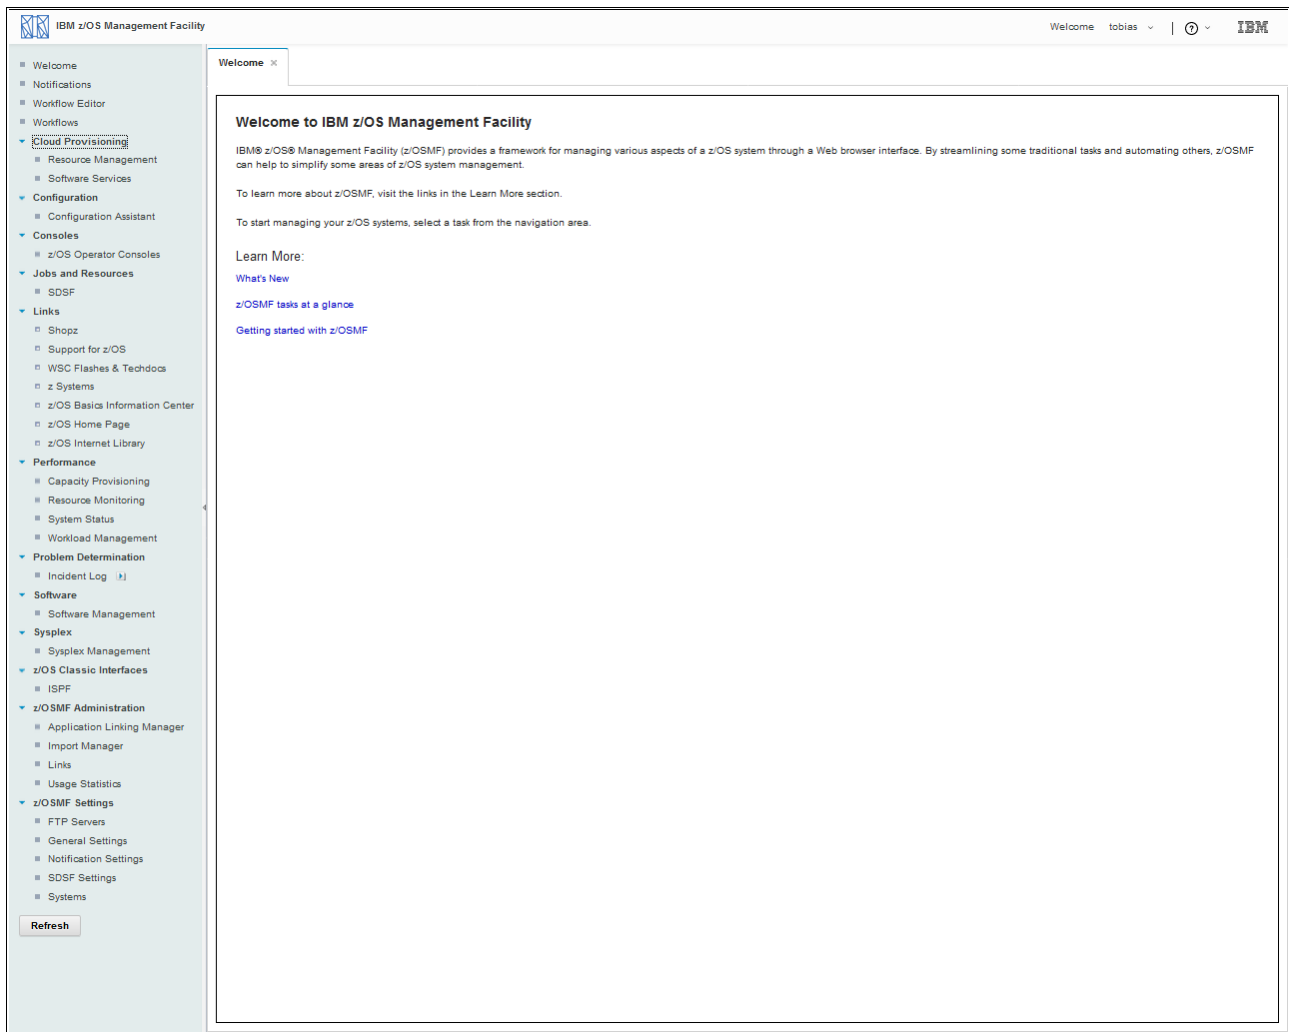 IBM z/OS Management Facility
Welcome tobias
IBM
Welcome
Notifications
Workflow Editor
Workflows
Cloud Provisioning
Resource Management
Software Services
Configuration
Configuration Assistant
Consoles
z/OS Operator Consoles
Jobs and Resources
SDSF
Links
Shopz
Support for z/OS
WSC Flashes & Techdocs
z Systems
z/OS Basics Information Center
z/OS Home Page
z/OS Internet Library
Performance
Capacity Provisioning
Resource Monitoring
System Status
Workload Management
Problem Determination
Incident Log
Software
Software Management
Sysplex
Sysplex Management
z/OS Classic Interfaces
ISPF
z/OSMF Administration
Application Linking Manager
Import Manager
Links
Usage Statistics
z/OSMF Settings
FTP Servers
General Settings
Notification Settings
SDSF Settings
Systems
Refresh
Welcome ×
Welcome to IBM z/OS Management Facility
IBM® z/OS® Management Facility (z/OSMF) provides a framework for managing various aspects of a z/OS system through a Web browser interface. By streamlining some traditional tasks and automating others, z/OSMF
can help to simplify some areas of z/OS system management.
To learn more about z/OSMF, visit the links in the Learn More section.
To start managing your z/OS systems, select a task from the navigation area.
Learn More:
What's New
z/OSMF tasks at a glance
Getting started with z/OSMF